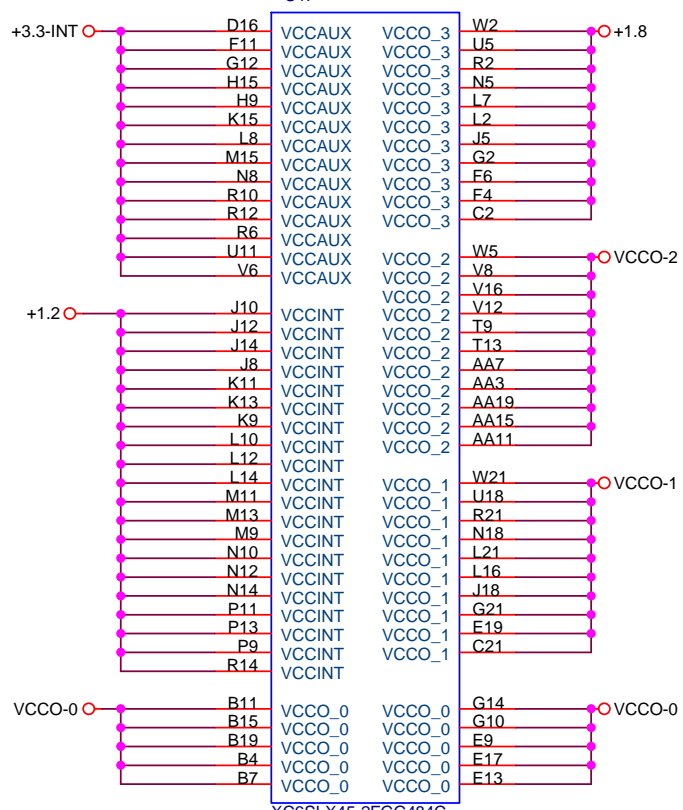 +3.3-INT D16 VCCAUX VCCO_3 W2 +1.8
F11 VCCAUX VCCO_3 U5
G12 VCCAUX VCCO_3 R2
H15 VCCAUX VCCO_3 N5
H9 VCCAUX VCCO_3 L7
K15 VCCAUX VCCO_3 L2
L8 VCCAUX VCCO_3 J5
M15 VCCAUX VCCO_3 G2
N8 VCCAUX VCCO_3 F6
R10 VCCAUX VCCO_3 F4
R12 VCCAUX VCCO_3 C2
R6 VCCAUX
U11 VCCAUX VCCO_2 W5 VCCO-2
V6 VCCAUX VCCO_2 V8
VCCO_2 V16
+1.2 J10 VCCINT VCCO_2 V12
J12 VCCINT VCCO_2 T9
J14 VCCINT VCCO_2 T13
J8 VCCINT VCCO_2 AA7
K11 VCCINT VCCO_2 AA3
K13 VCCINT VCCO_2 AA19
K9 VCCINT VCCO_2 AA15
L10 VCCINT VCCO_2 AA11
L12 VCCINT
L14 VCCINT VCCO_1 W21 VCCO-1
M11 VCCINT VCCO_1 U18
M13 VCCINT VCCO_1 R21
M9 VCCINT VCCO_1 N18
N10 VCCINT VCCO_1 L21
N12 VCCINT VCCO_1 L16
N14 VCCINT VCCO_1 J18
P11 VCCINT VCCO_1 G21
P13 VCCINT VCCO_1 E19
P9 VCCINT VCCO_1 C21
R14 VCCINT
VCCO-0 B11 VCCO_0 VCCO_0 G14 VCCO-0
B15 VCCO_0 VCCO_0 G10
B19 VCCO_0 VCCO_0 E9
B4 VCCO_0 VCCO_0 E17
B7 VCCO_0 VCCO_0 E13